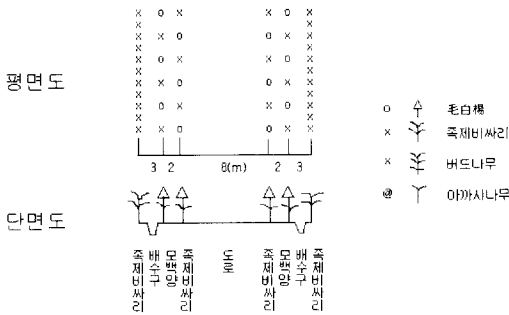 평면도
o 毛白楊
x 족제비싸리
x 버드나무
@ 아까시나무
3 2 8(m) 2 3
단면도
족제비싸리 배수구 모백양 족제비싸리 도로 족제비싸리 모백양 배수구 족제비싸리